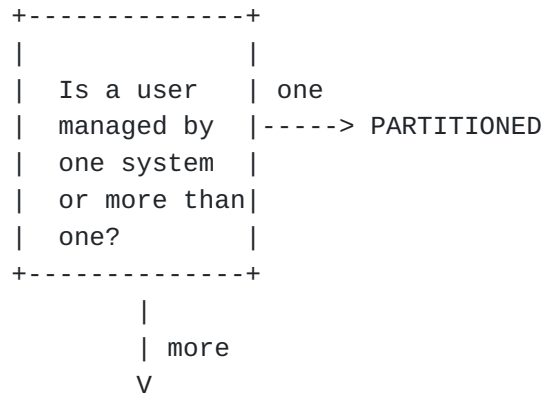 +--------------+
|              |
|  Is a user   | one
|  managed by  |-----> PARTITIONED
|  one system  |
|  or more than|
|  one?        |
+--------------+
        |
        | more
        V